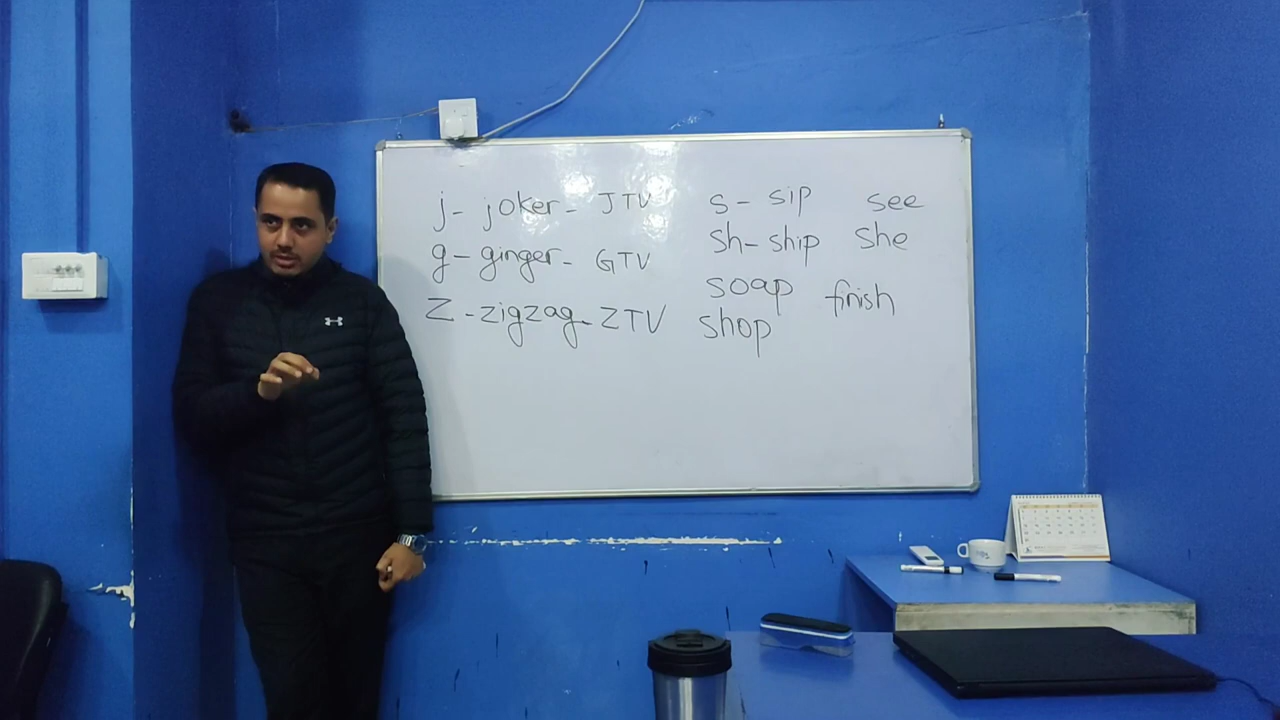 j- joker- JTV
g- ginger- GTV
Z-zigzag-ZTV
s- sip see
sh-ship she
soap finish
shop